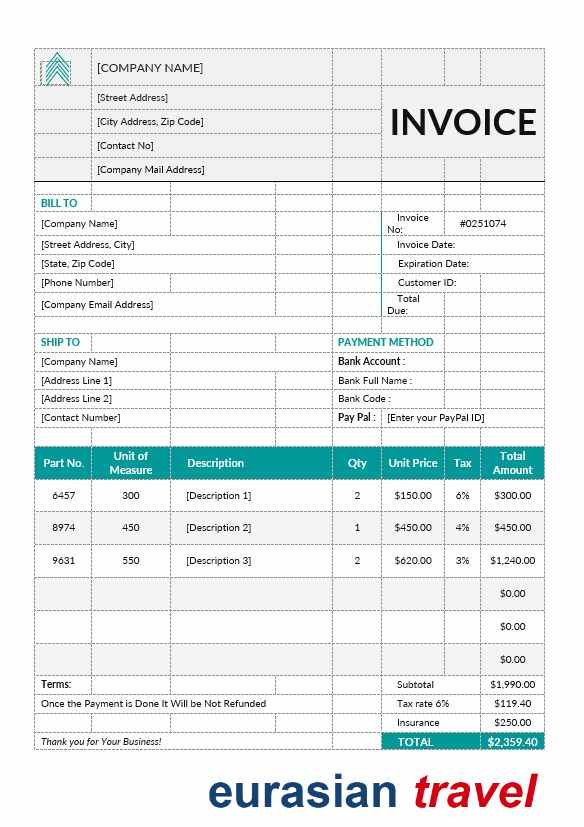 [COMPANY NAME]
[Street Address]
[City Address, Zip Code]
INVOICE
[Contact No]
[Company Mail Address]
BILL TO
[Company Name]
Invoice No: #0251074
[Street Address, City]
Invoice Date:
[State, Zip Code]
Expiration Date:
[Phone Number]
Customer ID:
[Company Email Address]
Total Due:
SHIP TO
PAYMENT METHOD
[Company Name]
Bank Account :
[Address Line 1]
Bank Full Name :
[Address Line 2]
Bank Code :
[Contact Number]
Pay Pal : [Enter your PayPal ID]
Part No. Unit of Measure Description Qty Unit Price Tax Total Amount
6457 300 [Description 1] 2 $150.00 6% $300.00
8974 450 [Description 2] 1 $450.00 4% $450.00
9631 550 [Description 3] 2 $620.00 3% $1,240.00
$0.00
$0.00
$0.00
Terms:
Subtotal $1,990.00
Once the Payment is Done It Will be Not Refunded
Tax rate 6% $119.40
Insurance $250.00
Thank you for Your Business!
TOTAL $2,359.40
eurasian travel